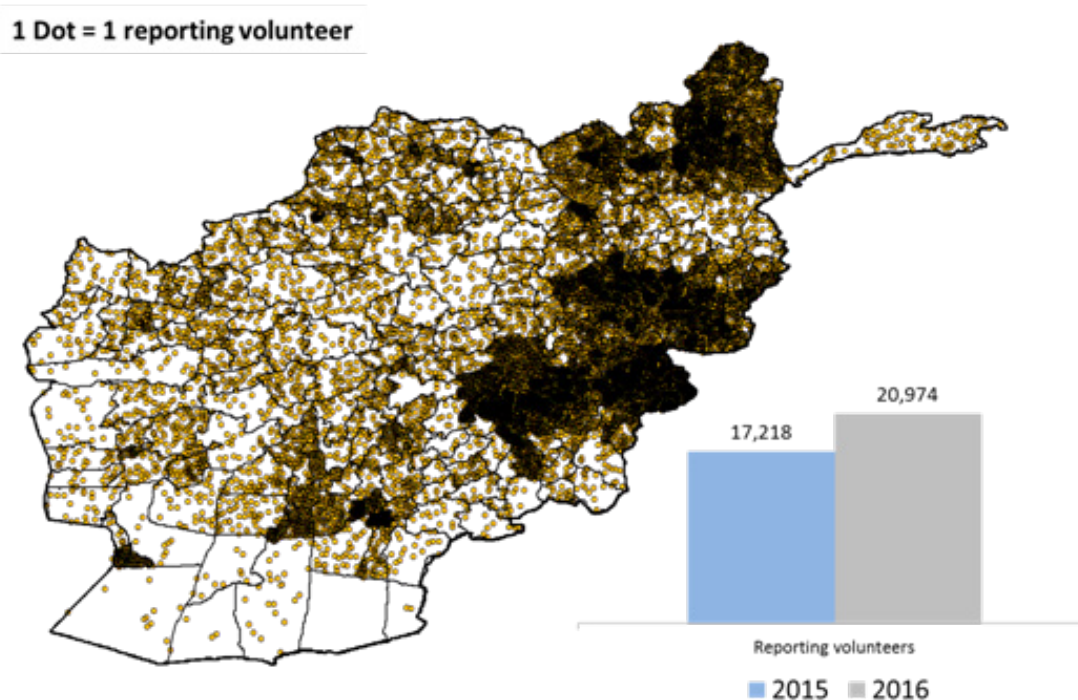 1 Dot = 1 reporting volunteer
20,974
17,218
Reporting volunteers
2015 2016